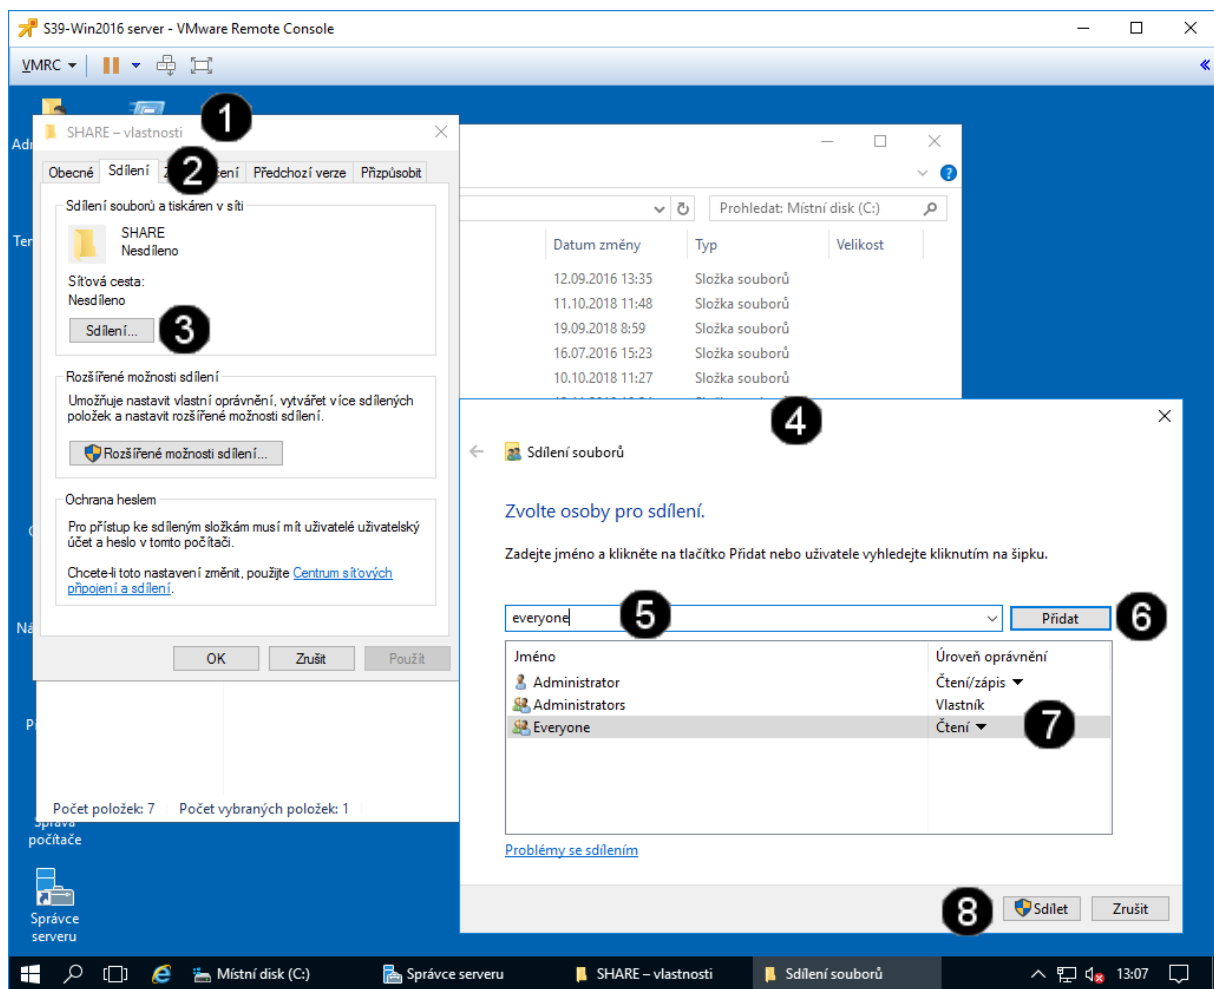 S39-Win2016 server - VMware Remote Console
VMRC
1
SHARE – vlastnosti
2
Obecné Sdílení Předchozí verze Přizpůsobit
Sdílení souborů a tiskáren v síti
SHARE
Nesdíleno
Síťová cesta:
Nesdíleno
Sdílení...
3
Rozšířené možnosti sdílení
Umožňuje nastavit vlastní oprávnění, vytvářet více sdílených
položek a nastavit rozšířené možnosti sdílení.
Rozšířené možnosti sdílení...
Ochrana heslem
Pro přístup ke sdíleným složkám musí mít uživatelé uživatelský
účet a heslo v tomto počítači.
Chcete-li toto nastavení změnit, použijte Centrum síťových
připojení a sdílení.
OK Zrušit Použít
Prohledat: Místní disk (C:)
Datum změny Typ Velikost
12.09.2016 13:35 Složka souborů
11.10.2018 11:48 Složka souborů
19.09.2018 8:59 Složka souborů
16.07.2016 15:23 Složka souborů
10.10.2018 11:27 Složka souborů
4
Sdílení souborů
Zvolte osoby pro sdílení.
Zadejte jméno a klikněte na tlačítko Přidat nebo uživatele vyhledejte kliknutím na šipku.
everyone 5 Přidat 6
Jméno Úroveň oprávnění
Administrator Čtení/zápis
Administrators Vlastník
Everyone Čtení 7
Problémy se sdílením
8 Sdílet Zrušit
Počet položek: 7 Počet vybraných položek: 1
počítače
Správce
serveru
Místní disk (C:) Správce serveru SHARE – vlastnosti Sdílení souborů 13:07